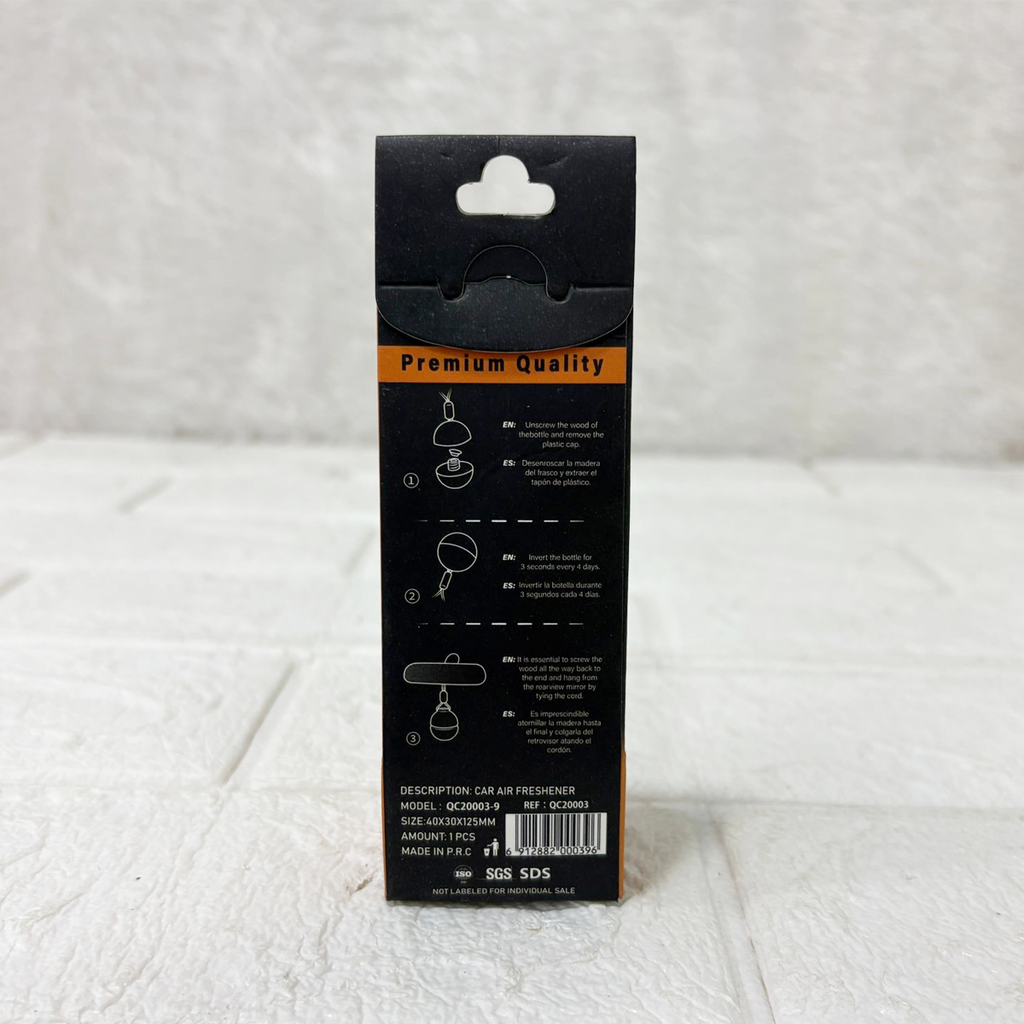 Premium Quality
EN: Unscrew the wood of
thebottle and remove the
plastic cap.
ES: Desenroscar la madera
del frasco y extraer el
tapón de plástico.
1
EN: Invert the bottle for
3 seconds every 4 days.
ES: Invertir la botella durante
3 segundos cada 4 días.
2
EN: It is essential to screw the
wood all the way back to
the end and hang from
the rearview mirror by
tying the cord.
ES: Es imprescindible
atornillar la madera hasta
el final y colgarla del
retrovisor atando el
cordón.
3
DESCRIPTION: CAR AIR FRESHENER
MODEL : QC20003-9 REF : QC20003
SIZE:40X30X125MM
AMOUNT: 1 PCS
MADE IN P.R.C
6 912882 000396
ISO SGS SDS
NOT LABELED FOR INDIVIDUAL SALE